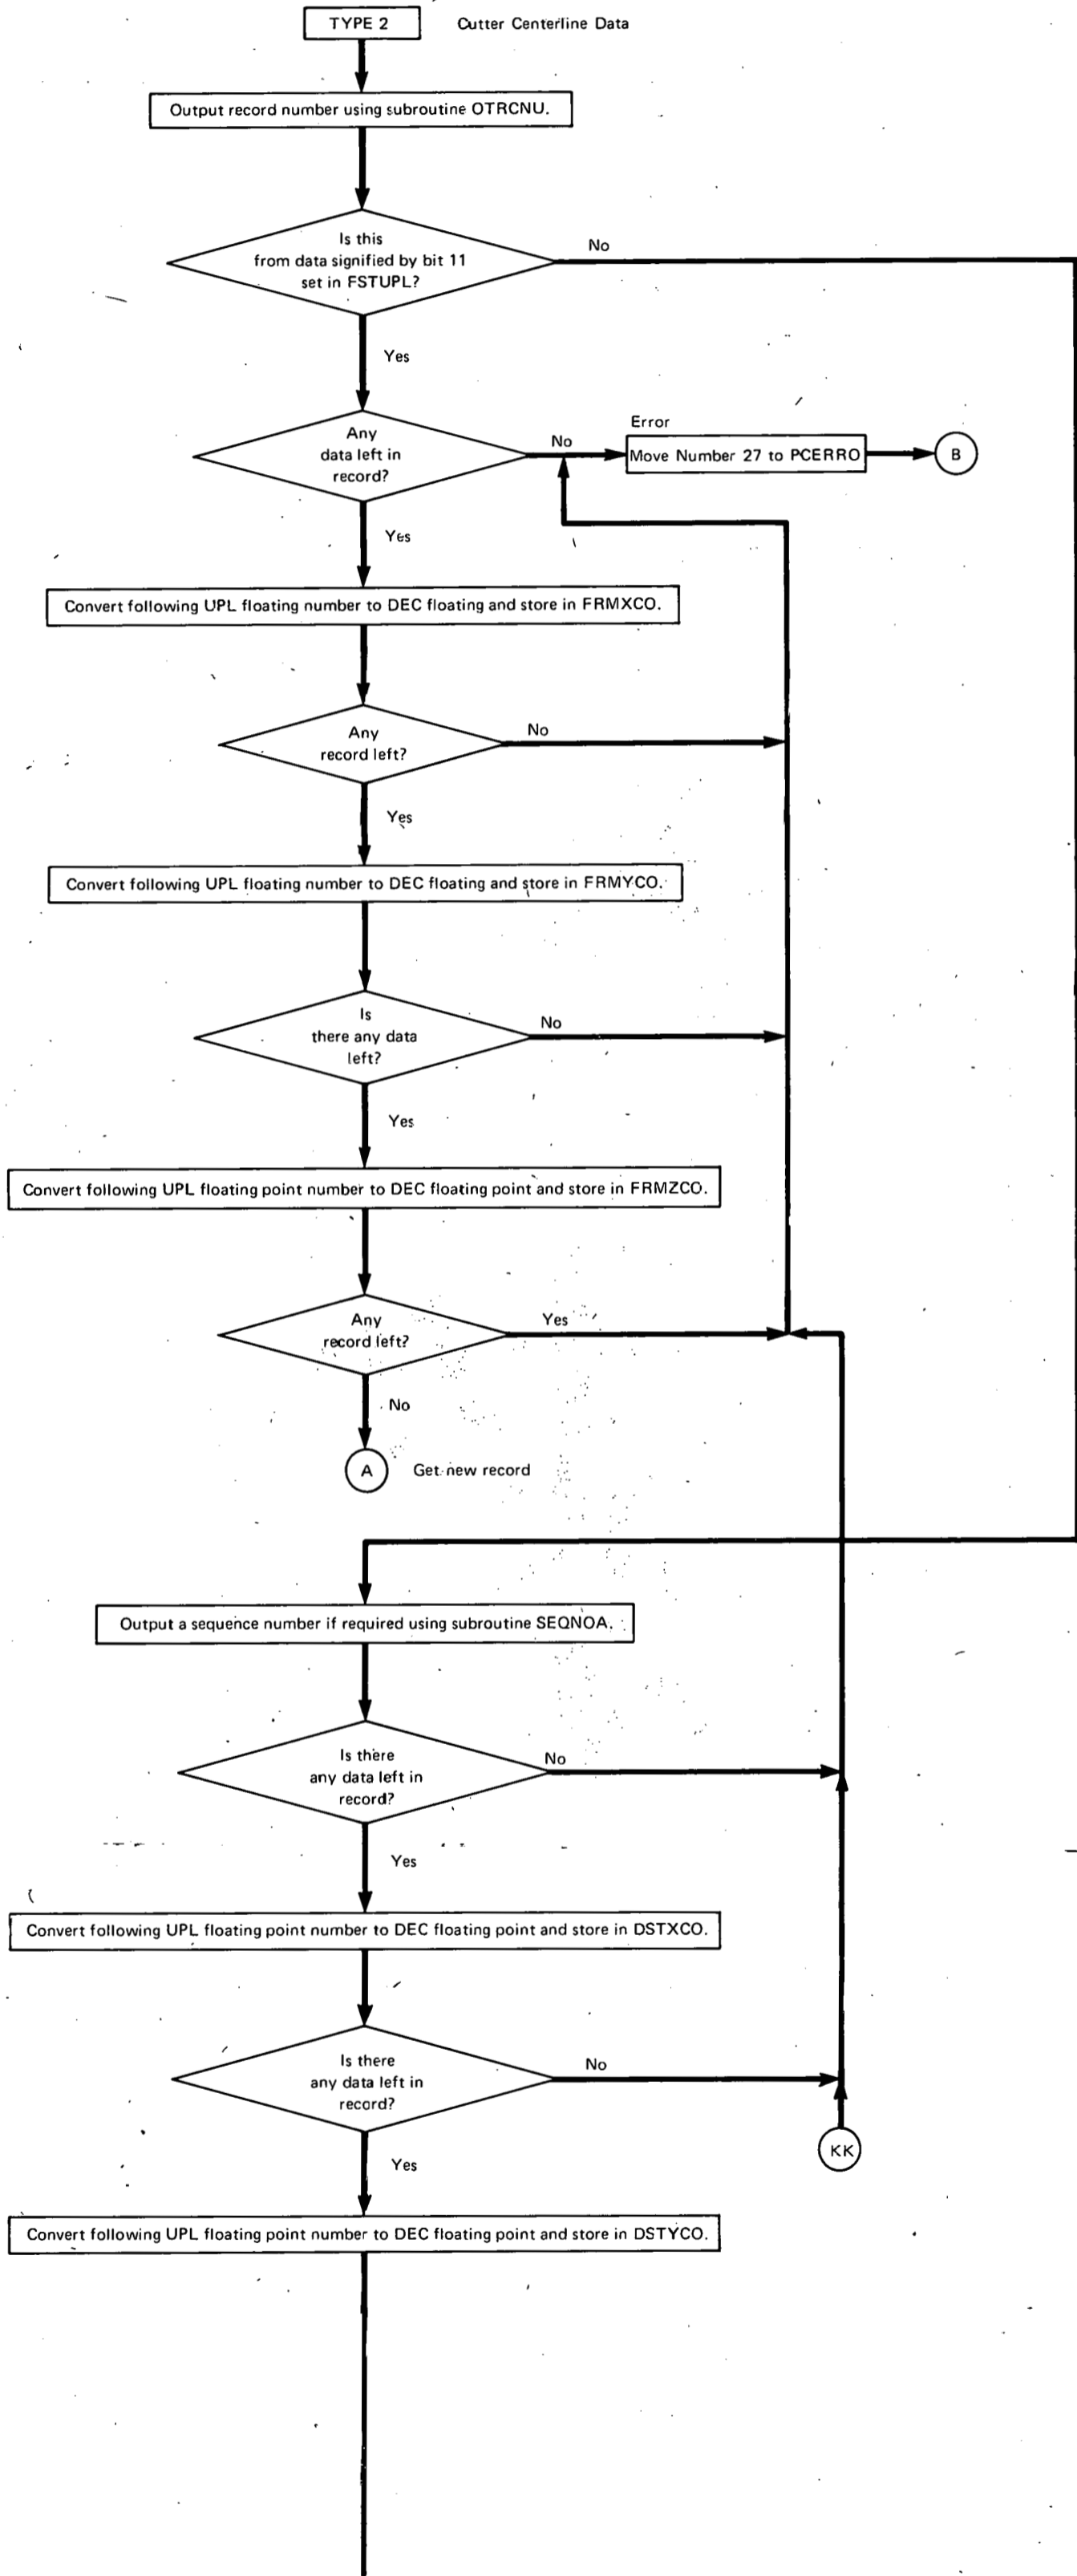 TYPE 2
Cutter Centerline Data
Output record number using subroutine OTRCNU.
Is this
from data signified by bit 11
set in FSTUPL?
No
Yes
Any
data left in
record?
No
Error
Move Number 27 to PCERRO
B
Yes
Convert following UPL floating number to DEC floating and store in FRMXCO.
Any
record left?
No
Yes
Convert following UPL floating number to DEC floating and store in FRMYCO.
Is
there any data
left?
No
Yes
Convert following UPL floating point number to DEC floating point and store in FRMZCO.
Any
record left?
Yes
No
A
Get new record
Output a sequence number if required using subroutine SEQNOA.
Is there
any data left in
record?
No
Yes
Convert following UPL floating point number to DEC floating point and store in DSTXCO.
Is there
any data left in
record?
No
KK
Yes
Convert following UPL floating point number to DEC floating point and store in DSTYCO.